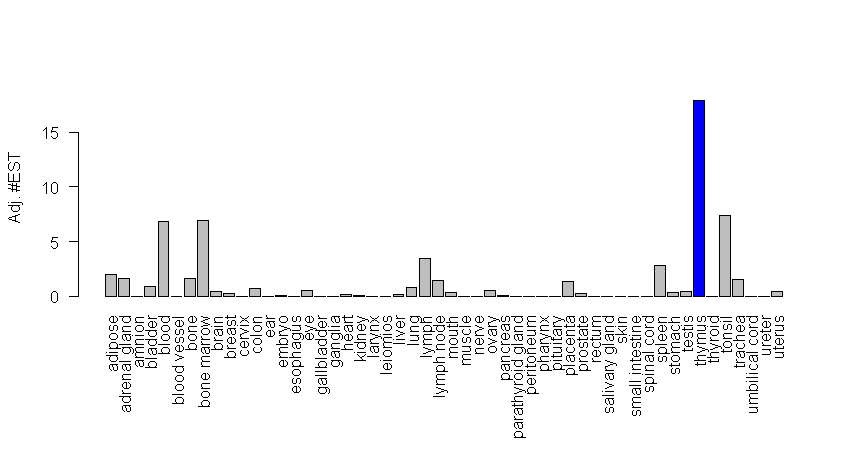 Adj. #EST
15
10
5
0
adipose
adrenal gland
amnion
bladder
blood
blood vessel
bone
bone marrow
brain
breast
cervix
colon
ear
embryo
esophagus
eye
gallbladder
ganglia
heart
kidney
larynx
leiomios
liver
lung
lymph
lymph node
mouth
muscle
nerve
ovary
pancreas
parathyroid gland
peritoneum
pharynx
pituitary
placenta
prostate
rectum
salivary gland
skin
small intestine
spinal cord
spleen
stomach
testis
thymus
thyroid
tonsil
trachea
umbilical cord
ureter
uterus